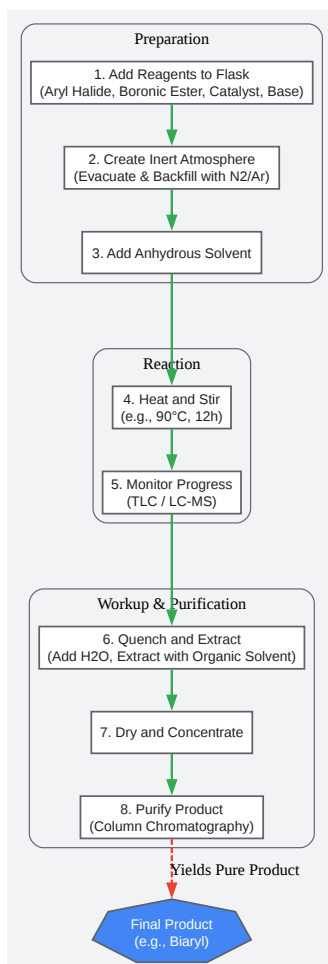 Preparation
1. Add Reagents to Flask
(Aryl Halide, Boronic Ester, Catalyst, Base)
2. Create Inert Atmosphere
(Evacuate & Backfill with N2/Ar)
3. Add Anhydrous Solvent
Reaction
4. Heat and Stir
(e.g., 90°C, 12h)
5. Monitor Progress
(TLC / LC-MS)
Workup & Purification
6. Quench and Extract
(Add H2O, Extract with Organic Solvent)
7. Dry and Concentrate
8. Purify Product
(Column Chromatography)
Yields Pure Product
Final Product
(e.g., Biaryl)